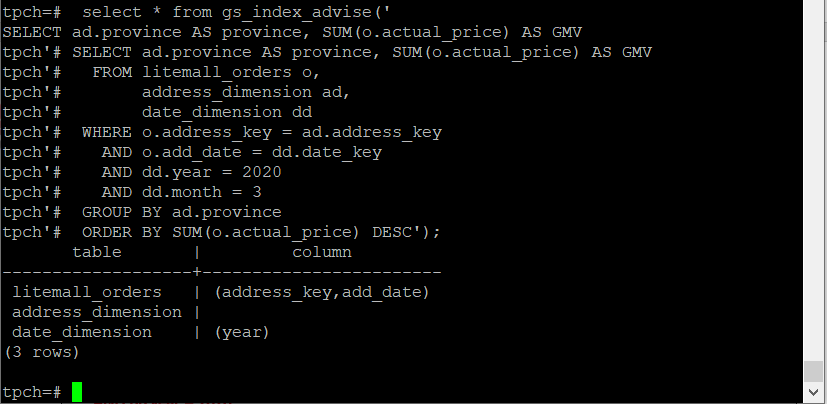 tpch=#  select * from gs_index_advise('
SELECT ad.province AS province, SUM(o.actual_price) AS GMV
tpch'# SELECT ad.province AS province, SUM(o.actual_price) AS GMV
tpch'#   FROM litemall_orders o,
tpch'#        address_dimension ad,
tpch'#        date_dimension dd
tpch'#  WHERE o.address_key = ad.address_key
tpch'#    AND o.add_date = dd.date_key
tpch'#    AND dd.year = 2020
tpch'#    AND dd.month = 3
tpch'#  GROUP BY ad.province
tpch'#  ORDER BY SUM(o.actual_price) DESC');
       table       |         column
-------------------+------------------------
 litemall_orders   | (address_key,add_date)
 address_dimension |
 date_dimension    | (year)
(3 rows)
tpch=#